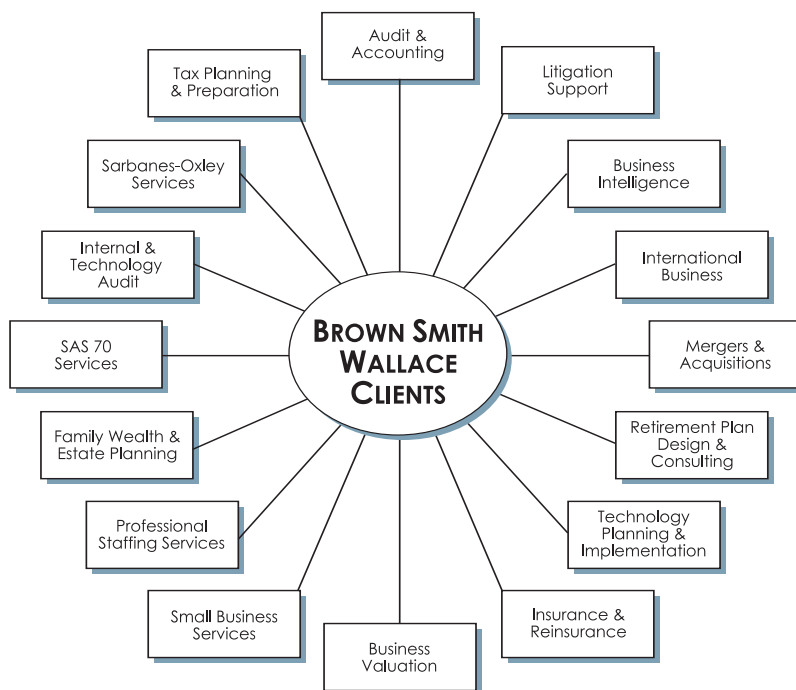 Audit &
Accounting
Litigation
Support
Business
Intelligence
International
Business
Mergers &
Acquisitions
Retirement Plan
Design &
Consulting
Technology
Planning &
Implementation
Insurance &
Reinsurance
Business
Valuation
Small Business
Services
Professional
Staffing Services
Family Wealth &
Estate Planning
SAS 70
Services
Internal &
Technology
Audit
Sarbanes-Oxley
Services
Tax Planning
& Preparation
BROWN SMITH
WALLACE
CLIENTS